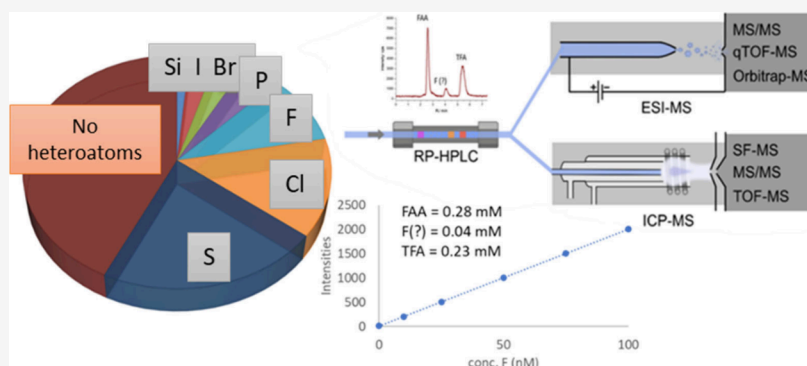 Si I Br
P
F
Cl
S
No
heteroatoms
FAA
F (?)
TFA
RP-HPLC
MS/MS
qTOF-MS
Orbitrap-MS
ESI-MS
SF-MS
MS/MS
TOF-MS
ICP-MS
FAA = 0.28 mM
F(?) = 0.04 mM
TFA = 0.23 mM
Intensities
2500
2000
1500
1000
500
0
0
50
100
conc. F (nM)